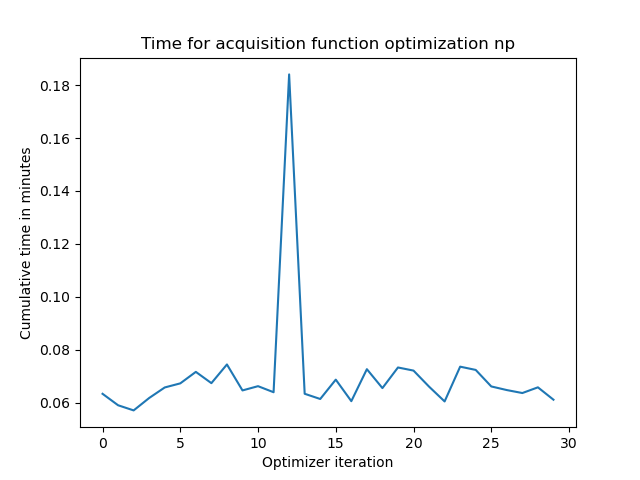 Time for acquisition function optimization np
Cumulative time in minutes
0.18
0.16
0.14
0.12
0.10
0.08
0.06
0 5 10 15 20 25 30
Optimizer iteration